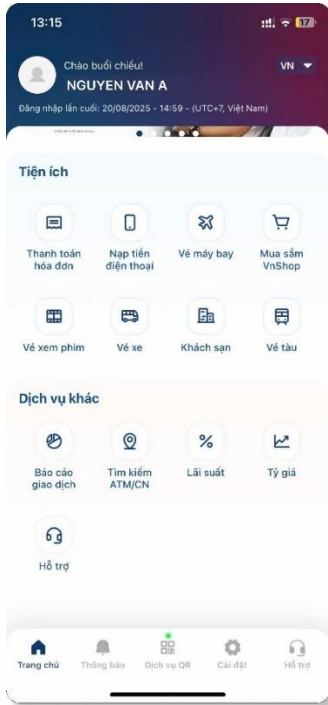 13:15
17
Chào buổi chiều!
VN
NGUYEN VAN A
Đăng nhập lần cuối: 20/08/2025 - 14:59 - (UTC+7, Việt Nam)
Tiện ích
Thanh toán
hóa đơn
Nạp tiền
điện thoại
Vé máy bay
Mua sắm
VnShop
Vé xem phim
Vé xe
Khách sạn
Vé tàu
Dịch vụ khác
Báo cáo
giao dịch
Tìm kiếm
ATM/CN
Lãi suất
Tỷ giá
Hỗ trợ
Trang chủ
Thông báo
Dịch vụ QR
Cài đặt
Hỗ trợ